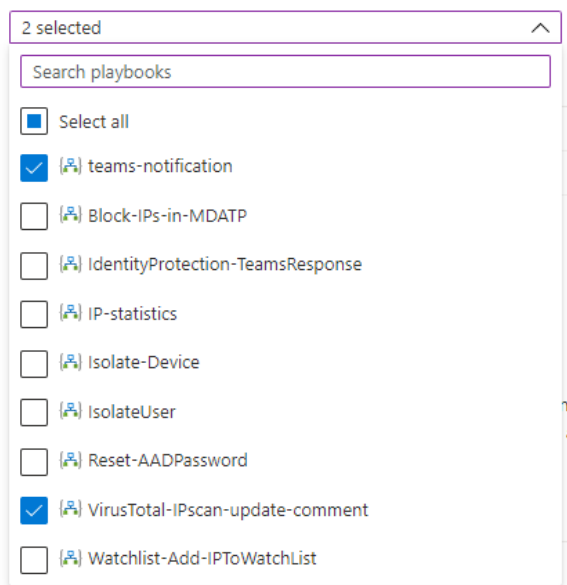 2 selected
Search playbooks
Select all
teams-notification
Block-IPs-in-MDATP
IdentityProtection-TeamsResponse
IP-statistics
Isolate-Device
IsolateUser
Reset-AADPassword
VirusTotal-IPscan-update-comment
Watchlist-Add-IPToWatchList